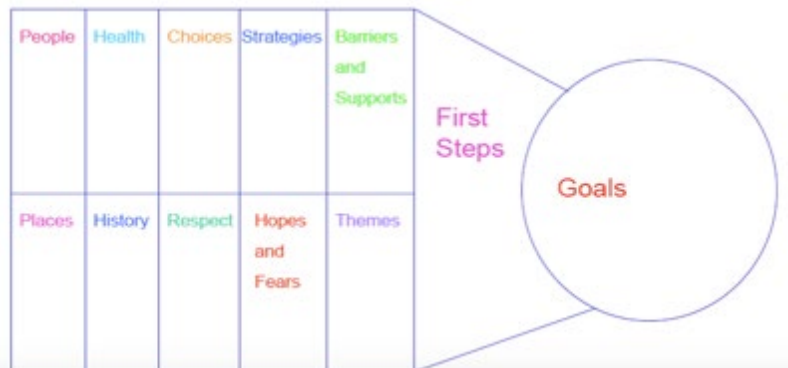 People
Health
Choices
Strategies
Barriers
and
Supports
First
Steps
Goals
Places
History
Respect
Hopes
and
Fears
Themes